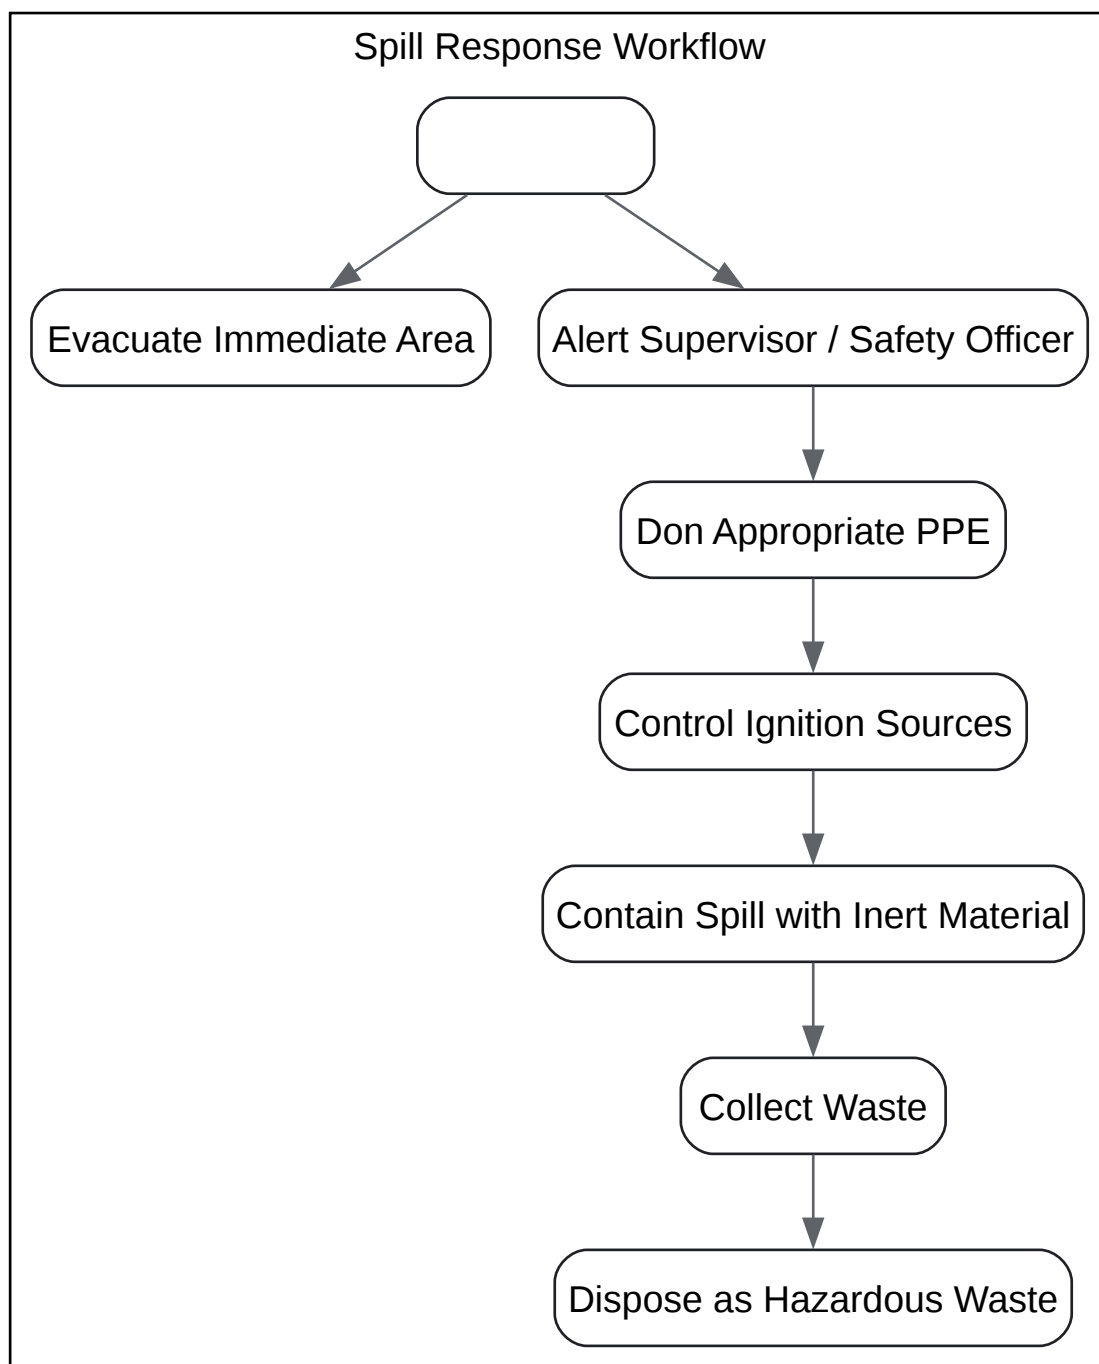 Spill Response Workflow
Evacuate Immediate Area
Alert Supervisor / Safety Officer
Don Appropriate PPE
Control Ignition Sources
Contain Spill with Inert Material
Collect Waste
Dispose as Hazardous Waste